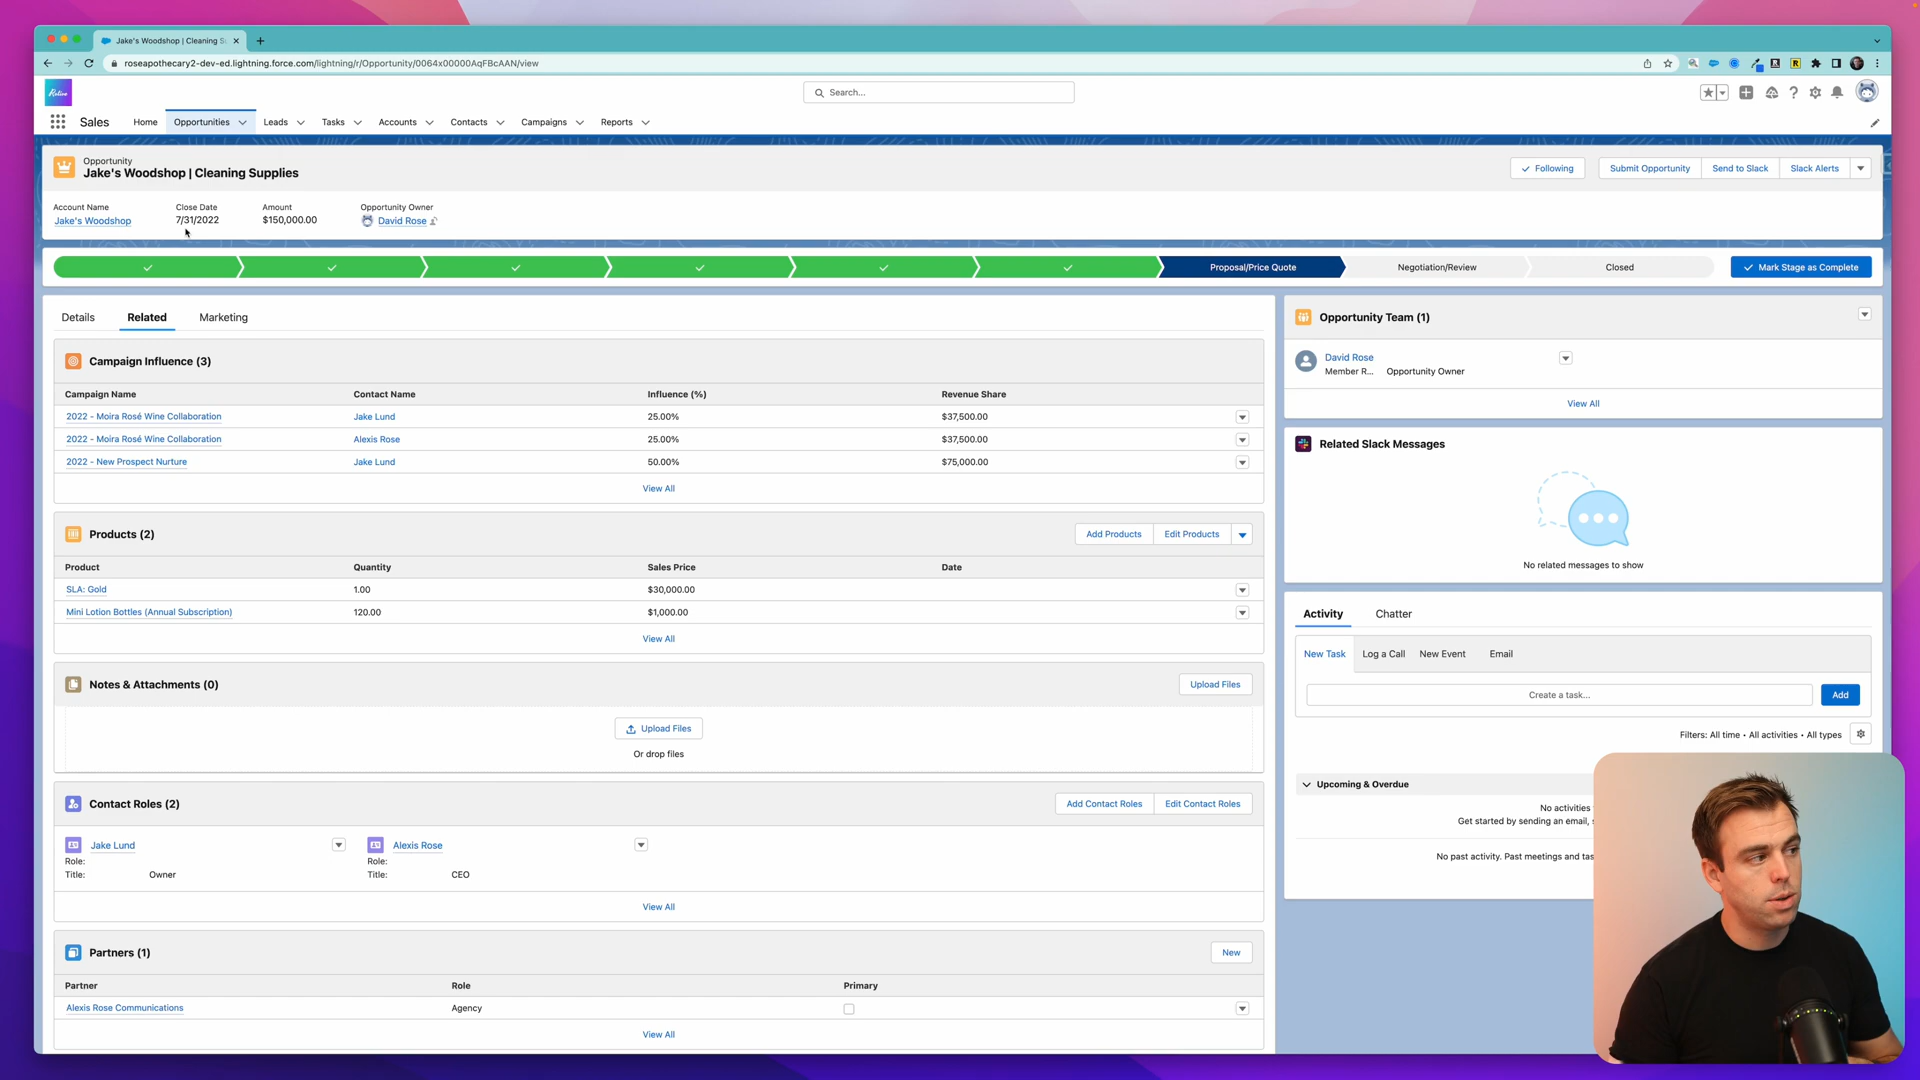 Jake's Woodshop | Cleaning S
roseapothecary2-dev-ed.lightning.force.com/lightning/r/Opportunity/0064x00000AqFBcAAN/view
Relive
Search...
Sales
Home
Opportunities
Leads
Tasks
Accounts
Contacts
Campaigns
Reports
Opportunity
Jake's Woodshop | Cleaning Supplies
Following
Submit Opportunity
Send to Slack
Slack Alerts
Account Name
Close Date
Amount
Opportunity Owner
Jake's Woodshop
7/31/2022
$150,000.00
David Rose
Proposal/Price Quote
Negotiation/Review
Closed
Mark Stage as Complete
Details
Related
Marketing
Campaign Influence (3)
Campaign Name Contact Name Influence (%) Revenue Share
2022 - Moira Rosé Wine Collaboration Jake Lund 25.00% $37,500.00
2022 - Moira Rosé Wine Collaboration Alexis Rose 25.00% $37,500.00
2022 - New Prospect Nurture Jake Lund 50.00% $75,000.00
View All
Products (2)
Add Products
Edit Products
Product Quantity Sales Price Date
SLA: Gold 1.00 $30,000.00
Mini Lotion Bottles (Annual Subscription) 120.00 $1,000.00
View All
Notes & Attachments (0)
Upload Files
Upload Files
Or drop files
Contact Roles (2)
Add Contact Roles
Edit Contact Roles
Jake Lund
Role:
Title: Owner
Alexis Rose
Role:
Title: CEO
View All
Partners (1)
New
Partner Role Primary
Alexis Rose Communications Agency
View All
Opportunity Team (1)
David Rose
Member R... Opportunity Owner
View All
Related Slack Messages
No related messages to show
Activity
Chatter
New Task
Log a Call
New Event
Email
Create a task...
Add
Filters: All time • All activities • All types
Upcoming & Overdue
No activities
Get started by sending an email,
No past activity. Past meetings and tas